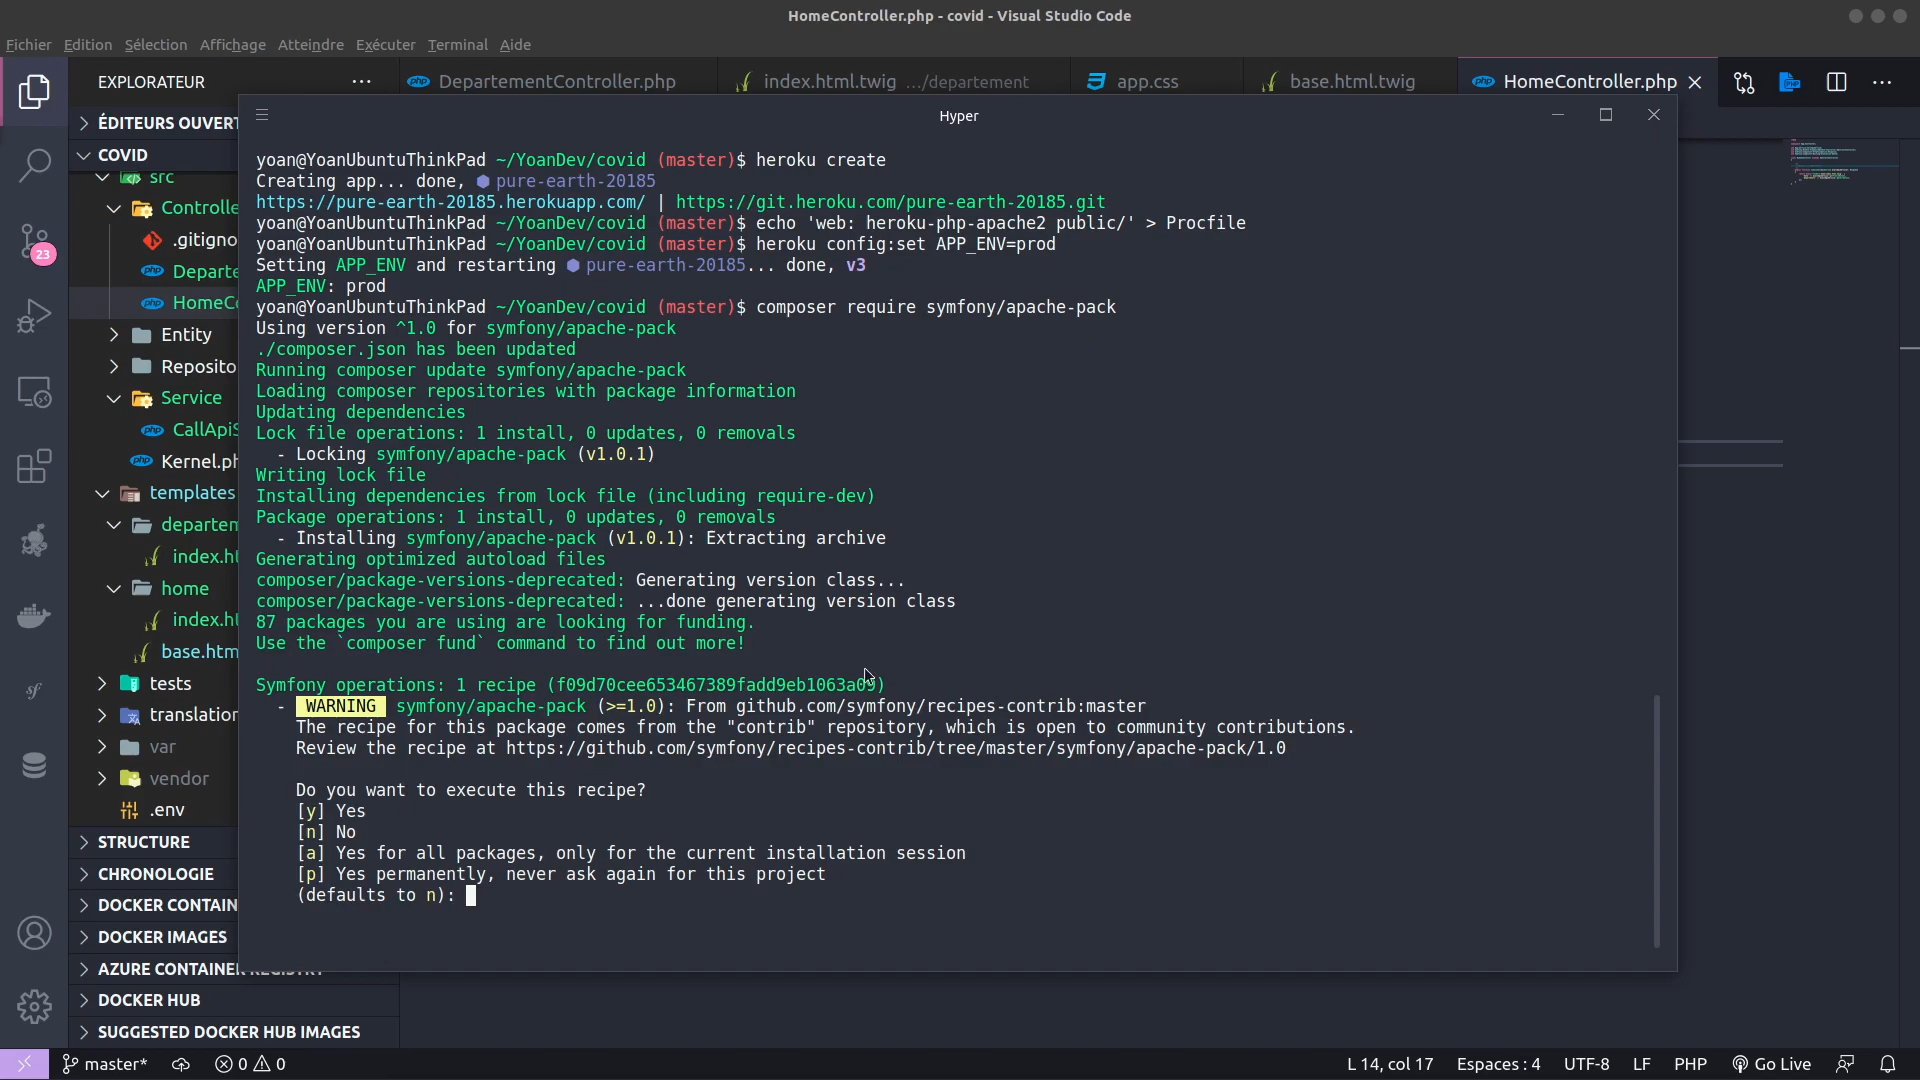 HomeController.php - covid - Visual Studio Code
Fichier Edition Sélection Affichage Atteindre Exécuter Terminal Aide
EXPLORATEUR
DepartementController.php
index.html.twig .../departement
app.css
base.html.twig
HomeController.php
ÉDITEURS OUVERT
COVID
src
Controlle
.gitigno
Departe
HomeCo
Entity
Reposito
Service
CallApiS
Kernel.ph
templates
departem
index.ht
home
index.ht
base.htm
tests
translation
var
vendor
.env
STRUCTURE
CHRONOLOGIE
DOCKER CONTAIN
DOCKER IMAGES
AZURE CONTAINER REGISTRY
DOCKER HUB
SUGGESTED DOCKER HUB IMAGES
23
Hyper
yoan@YoanUbuntuThinkPad ~/YoanDev/covid (master)$ heroku create
Creating app... done, ⬢ pure-earth-20185
https://pure-earth-20185.herokuapp.com/ | https://git.heroku.com/pure-earth-20185.git
yoan@YoanUbuntuThinkPad ~/YoanDev/covid (master)$ echo 'web: heroku-php-apache2 public/' > Procfile
yoan@YoanUbuntuThinkPad ~/YoanDev/covid (master)$ heroku config:set APP_ENV=prod
Setting APP_ENV and restarting ⬢ pure-earth-20185... done, v3
APP_ENV: prod
yoan@YoanUbuntuThinkPad ~/YoanDev/covid (master)$ composer require symfony/apache-pack
Using version ^1.0 for symfony/apache-pack
./composer.json has been updated
Running composer update symfony/apache-pack
Loading composer repositories with package information
Updating dependencies
Lock file operations: 1 install, 0 updates, 0 removals
- Locking symfony/apache-pack (v1.0.1)
Writing lock file
Installing dependencies from lock file (including require-dev)
Package operations: 1 install, 0 updates, 0 removals
- Installing symfony/apache-pack (v1.0.1): Extracting archive
Generating optimized autoload files
composer/package-versions-deprecated: Generating version class...
composer/package-versions-deprecated: ...done generating version class
87 packages you are using are looking for funding.
Use the `composer fund` command to find out more!
Symfony operations: 1 recipe (f09d70cee653467389fadd9eb1063a09)
- WARNING symfony/apache-pack (>=1.0): From github.com/symfony/recipes-contrib:master
The recipe for this package comes from the "contrib" repository, which is open to community contributions.
Review the recipe at https://github.com/symfony/recipes-contrib/tree/master/symfony/apache-pack/1.0
Do you want to execute this recipe?
[y] Yes
[n] No
[a] Yes for all packages, only for the current installation session
[p] Yes permanently, never ask again for this project
(defaults to n):
master* 0 0
L 14, col 17 Espaces : 4 UTF-8 LF PHP Go Live